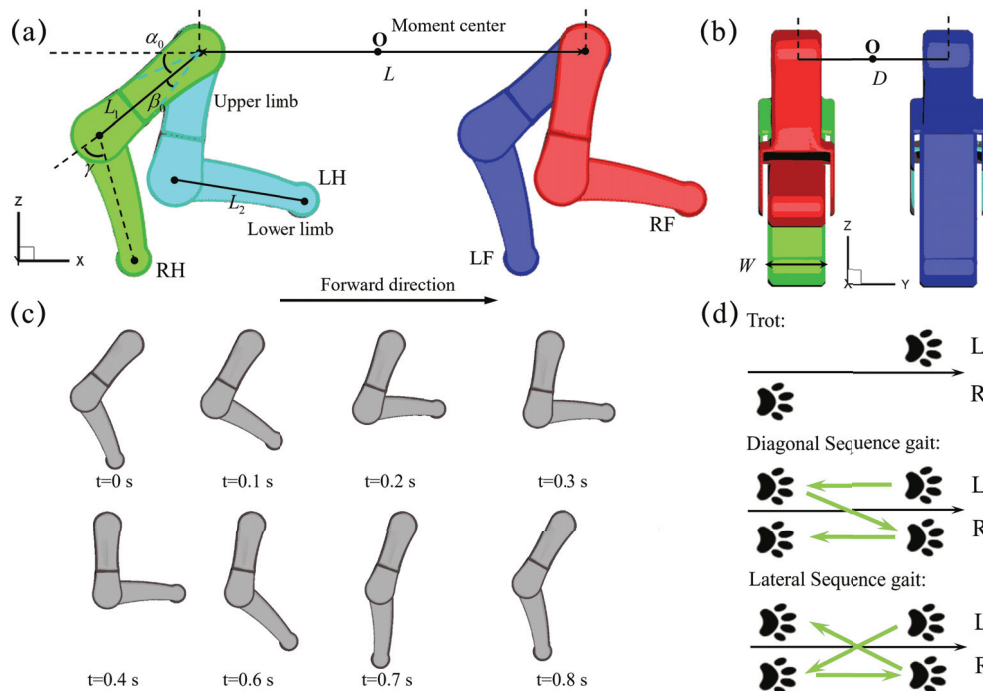 (a)
α₀
Moment center
O
L
L₁
β₀
Upper limb
γ
LH
L₂
Lower limb
RH
LF
RF
Z
Y
X
Forward direction
(b)
O
D
W
Z
X
Y
(c)
t=0 s
t=0.1 s
t=0.2 s
t=0.3 s
t=0.4 s
t=0.6 s
t=0.7 s
t=0.8 s
(d)
Trot:
L
R
Diagonal Sequence gait:
L
R
Lateral Sequence gait:
L
R